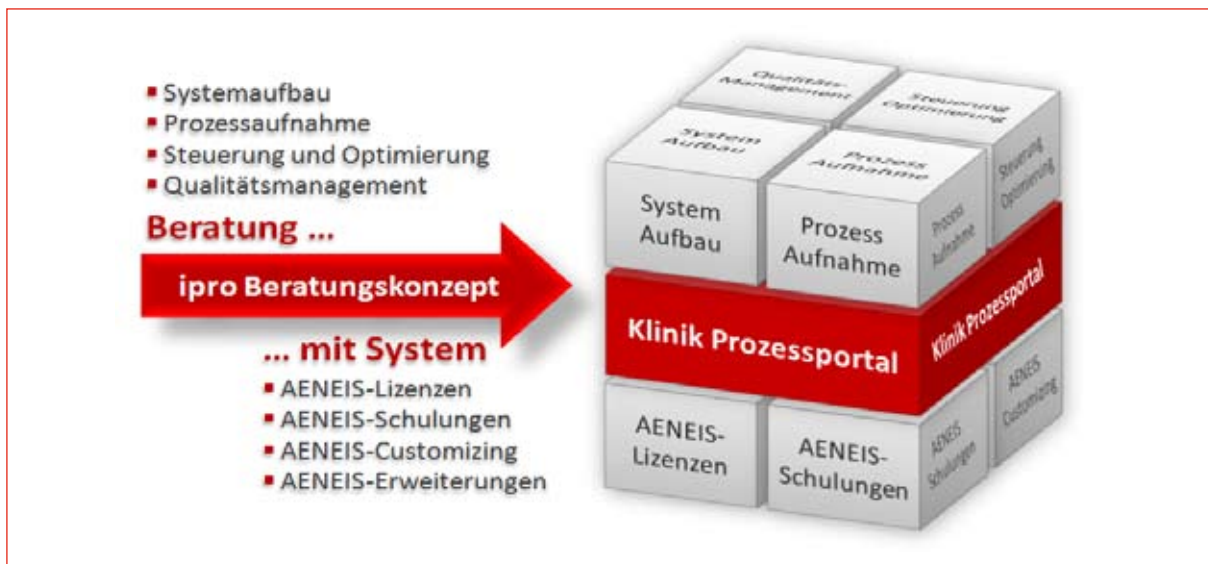 Systemaufbau
Prozessaufnahme
Steuerung und Optimierung
Qualitätsmanagement
Beratung ...
ipro Beratungskonzept
... mit System
AENEIS-Lizenzen
AENEIS-Schulungen
AENEIS-Customizing
AENEIS-Erweiterungen
Qualitäts-
Management
Steuerung
Optimierung
System
Aufbau
Prozess
Aufnahme
System
Aufbau
Prozess
Aufnahme
Prozess
Aufnahme
Steuerung
Optimierung
Klinik Prozessportal
Klinik Prozessportal
AENEIS-
Lizenzen
AENEIS-
Schulungen
AENEIS
Schulungen
AENEIS
Customizing